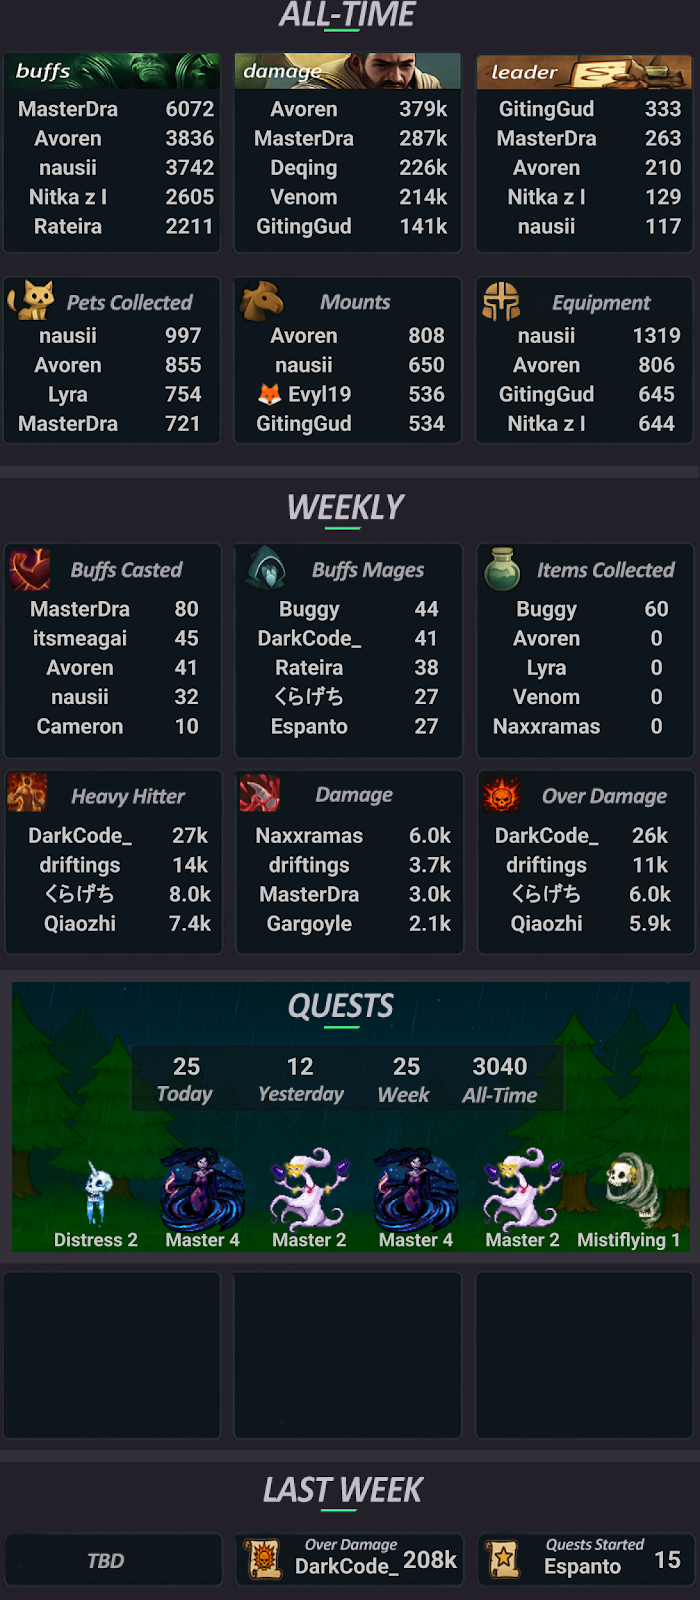 ALL-TIME
buffs
MasterDra 6072
Avoren 3836
nausii 3742
Nitka z I 2605
Rateira 2211
damage
Avoren 379k
MasterDra 287k
Deqing 226k
Venom 214k
GitingGud 141k
leader
GitingGud 333
MasterDra 263
Avoren 210
Nitka z I 129
nausii 117
Pets Collected
nausii 997
Avoren 855
Lyra 754
MasterDra 721
Mounts
Avoren 808
nausii 650
🦊 Evyl19 536
GitingGud 534
Equipment
nausii 1319
Avoren 806
GitingGud 645
Nitka z I 644
WEEKLY
Buffs Casted
MasterDra 80
itsmeagai 45
Avoren 41
nausii 32
Cameron 10
Buffs Mages
Buggy 44
DarkCode_ 41
Rateira 38
くらげち 27
Espanto 27
Items Collected
Buggy 60
Avoren 0
Lyra 0
Venom 0
Naxxramas 0
Heavy Hitter
DarkCode_ 27k
driftings 14k
くらげち 8.0k
Qiaozhi 7.4k
Damage
Naxxramas 6.0k
driftings 3.7k
MasterDra 3.0k
Gargoyle 2.1k
Over Damage
DarkCode_ 26k
driftings 11k
くらげち 6.0k
Qiaozhi 5.9k
QUESTS
25 12 25 3040
Today Yesterday Week All-Time
Distress 2 Master 4 Master 2 Master 4 Master 2 Mistiflying 1
LAST WEEK
TBD
Over Damage
DarkCode_ 208k
Quests Started
Espanto 15